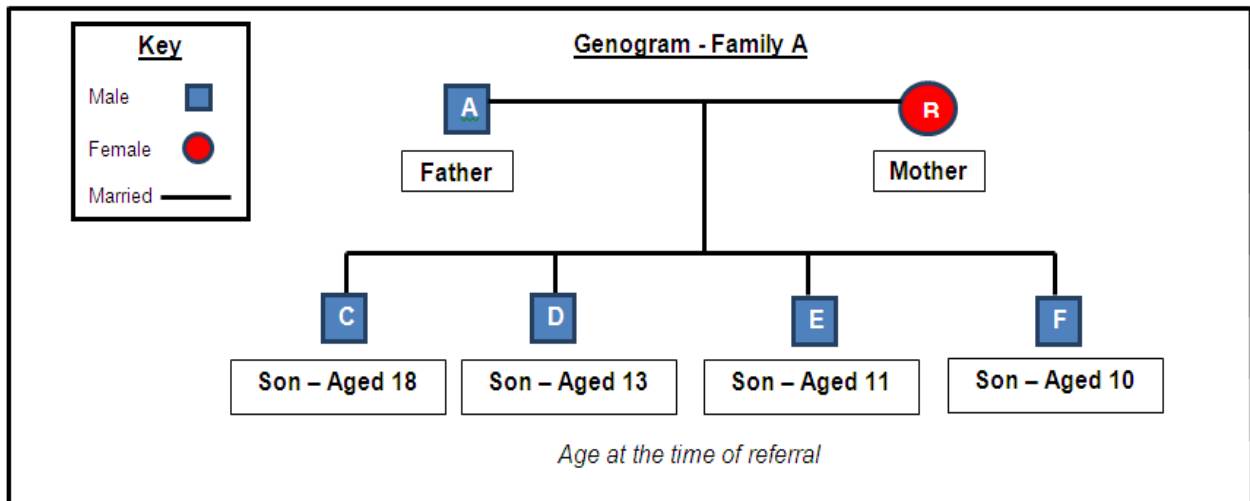 Key
Male
Female
Married
Genogram - Family A
A
B
Father
Mother
C
D
E
F
Son – Aged 18
Son – Aged 13
Son – Aged 11
Son – Aged 10
Age at the time of referral